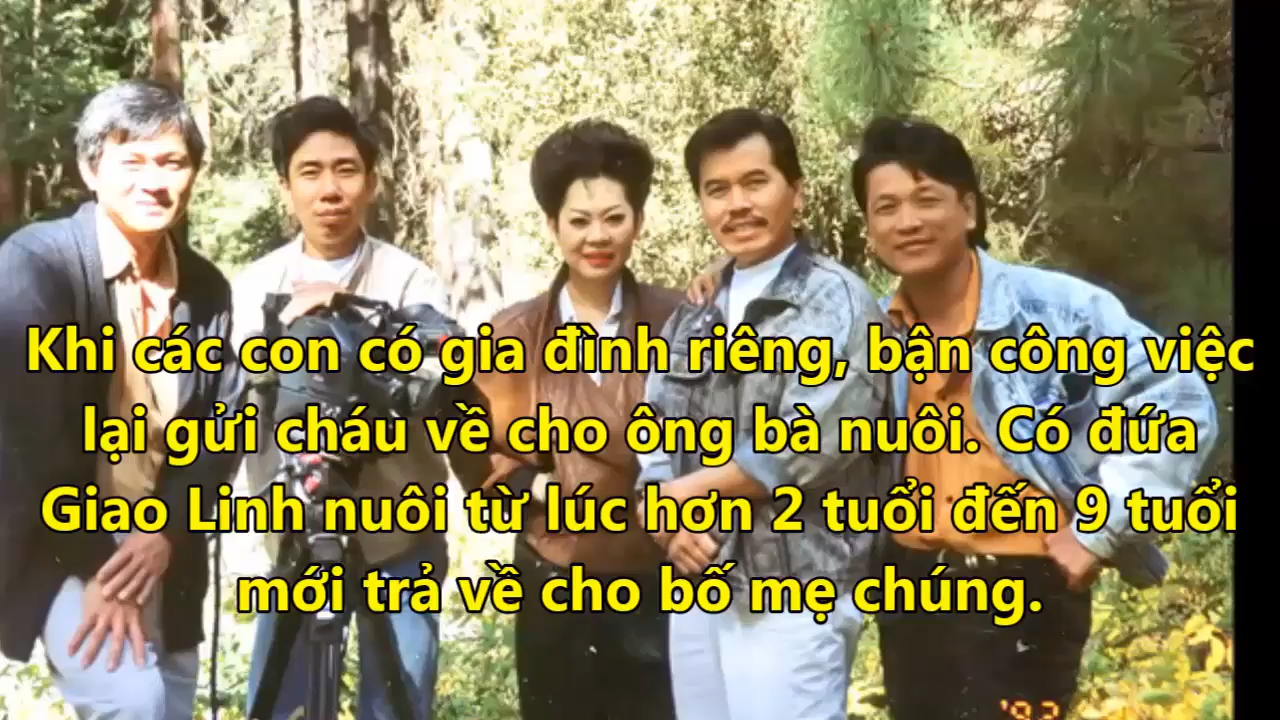 Khi các con có gia đình riêng, bận công việc
lại gửi cháu về cho ông bà nuôi. Có đứa
Giao Linh nuôi từ lúc hơn 2 tuổi đến 9 tuổi
mới trả về cho bố mẹ chúng.